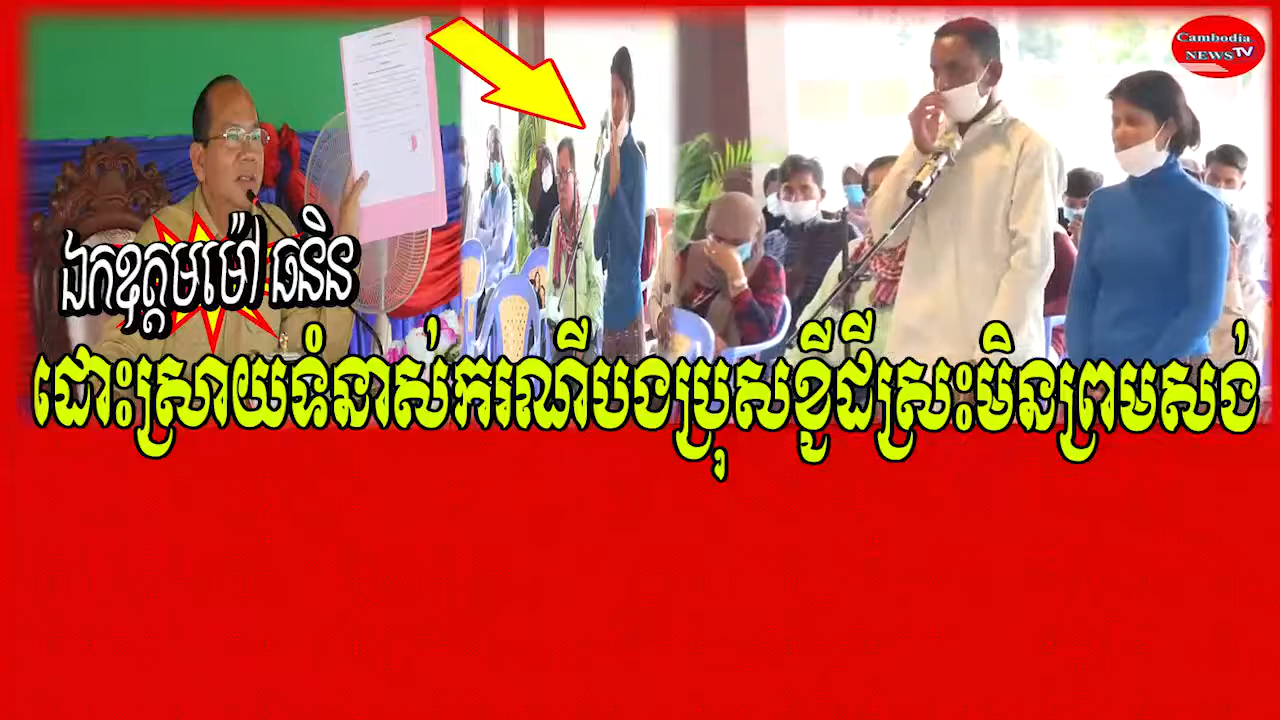 Cambodia
NEWS TV
ឯកឧត្តមម៉ៅ ធនិន
ដោះស្រាយទំនាស់ករណីបងប្រុសខ្ចីដីស្រះមិនព្រមសង់